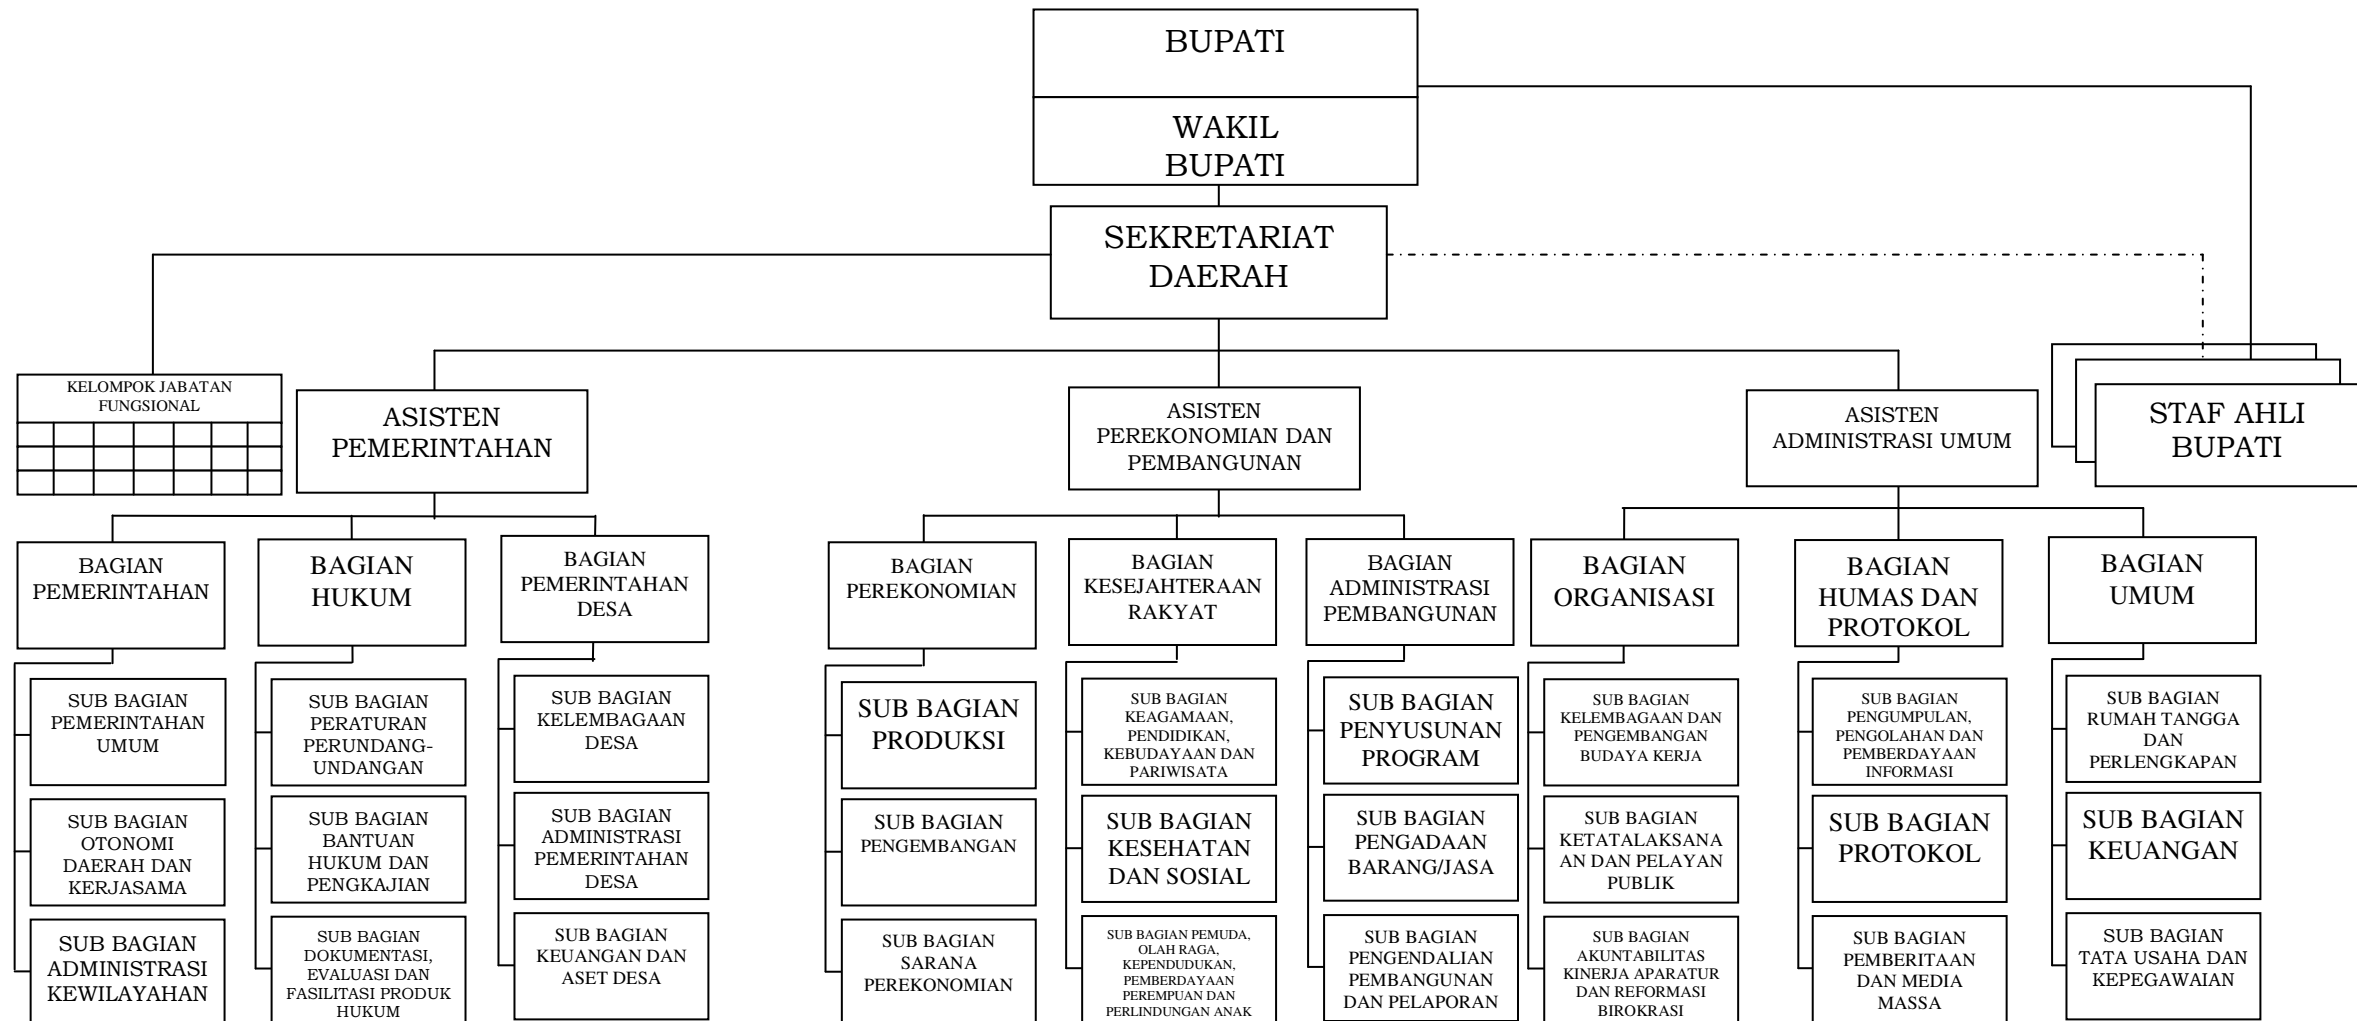 BUPATI
WAKIL
BUPATI
SEKRETARIAT
DAERAH
KELOMPOK JABATAN
FUNGSIONAL
ASISTEN
PEMERINTAHAN
ASISTEN
PEREKONOMIAN DAN
PEMBANGUNAN
ASISTEN
ADMINISTRASI UMUM
STAF AHLI
BUPATI
BAGIAN
PEMERINTAHAN
BAGIAN
HUKUM
BAGIAN
PEMERINTAHAN
DESA
BAGIAN
PEREKONOMIAN
BAGIAN
KESEJAHTERAAN
RAKYAT
BAGIAN
ADMINISTRASI
PEMBANGUNAN
BAGIAN
ORGANISASI
BAGIAN
HUMAS DAN
PROTOKOL
BAGIAN
UMUM
SUB BAGIAN
PEMERINTAHAN
UMUM
SUB BAGIAN
PERATURAN
PERUNDANG-
UNDANGAN
SUB BAGIAN
KELEMBAGAAN
DESA
SUB BAGIAN
PRODUKSI
SUB BAGIAN
KEAGAMAAN,
PENDIDIKAN,
KEBUDAYAAN DAN
PARIWISATA
SUB BAGIAN
PENYUSUNAN
PROGRAM
SUB BAGIAN
KELEMBAGAAN DAN
PENGEMBANGAN
BUDAYA KERJA
SUB BAGIAN
PENGUMPULAN,
PENGOLAHAN DAN
PEMBERDAYAAN
INFORMASI
SUB BAGIAN
RUMAH TANGGA
DAN
PERLENGKAPAN
SUB BAGIAN
OTONOMI
DAERAH DAN
KERJASAMA
SUB BAGIAN
BANTUAN
HUKUM DAN
PENGKAJIAN
SUB BAGIAN
ADMINISTRASI
PEMERINTAHAN
DESA
SUB BAGIAN
PENGEMBANGAN
SUB BAGIAN
KESEHATAN
DAN SOSIAL
SUB BAGIAN
PENGADAAN
BARANG/JASA
SUB BAGIAN
KETATALAKSANA
AN DAN PELAYAN
PUBLIK
SUB BAGIAN
PROTOKOL
SUB BAGIAN
KEUANGAN
SUB BAGIAN
ADMINISTRASI
KEWILAYAHAN
SUB BAGIAN
DOKUMENTASI,
EVALUASI DAN
FASILITASI PRODUK
HUKUM
SUB BAGIAN
KEUANGAN DAN
ASET DESA
SUB BAGIAN
SARANA
PEREKONOMIAN
SUB BAGIAN PEMUDA,
OLAH RAGA,
KEPENDUDUKAN,
PEMBERDAYAAN
PEREMPUAN DAN
PERLINDUNGAN ANAK
SUB BAGIAN
PENGENDALIAN
PEMBANGUNAN
DAN PELAPORAN
SUB BAGIAN
AKUNTABILITAS
KINERJA APARATUR
DAN REFORMASI
BIROKRASI
SUB BAGIAN
PEMBERITAAN
DAN MEDIA
MASSA
SUB BAGIAN
TATA USAHA DAN
KEPEGAWAIAN